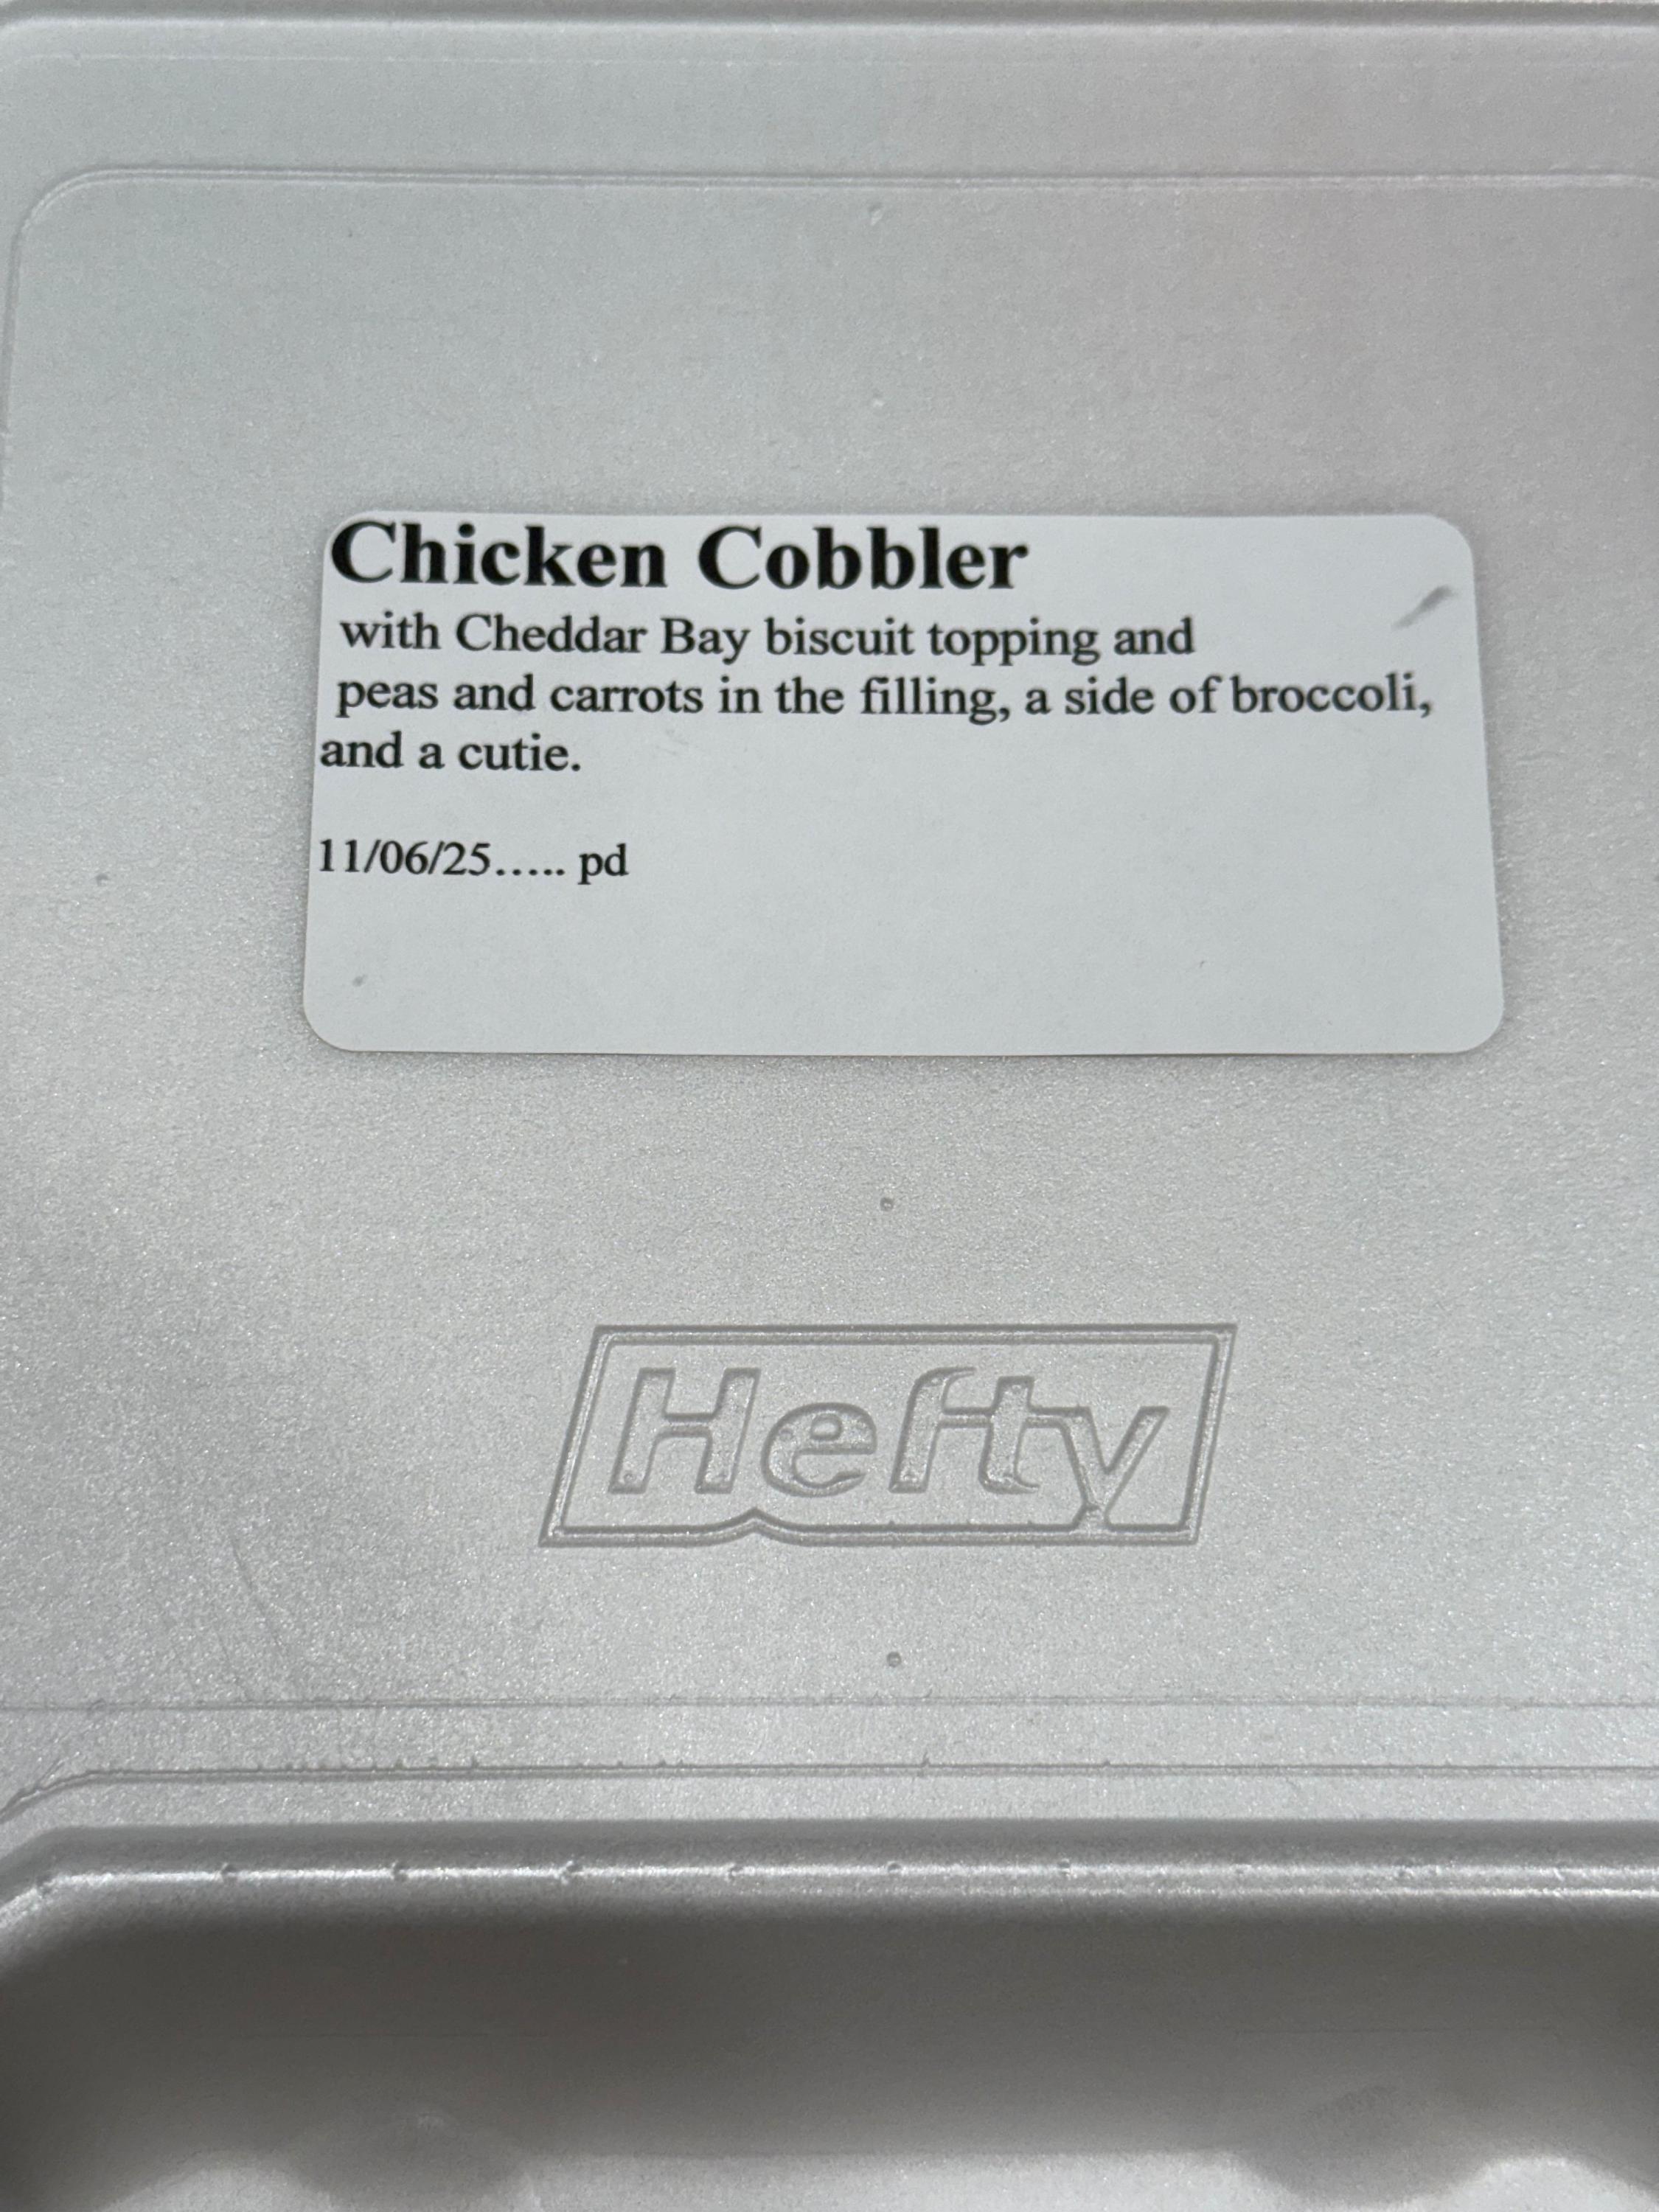 Chicken Cobbler
with Cheddar Bay biscuit topping and
peas and carrots in the filling, a side of broccoli,
and a cutie.
11/06/25..... pd
Hefty